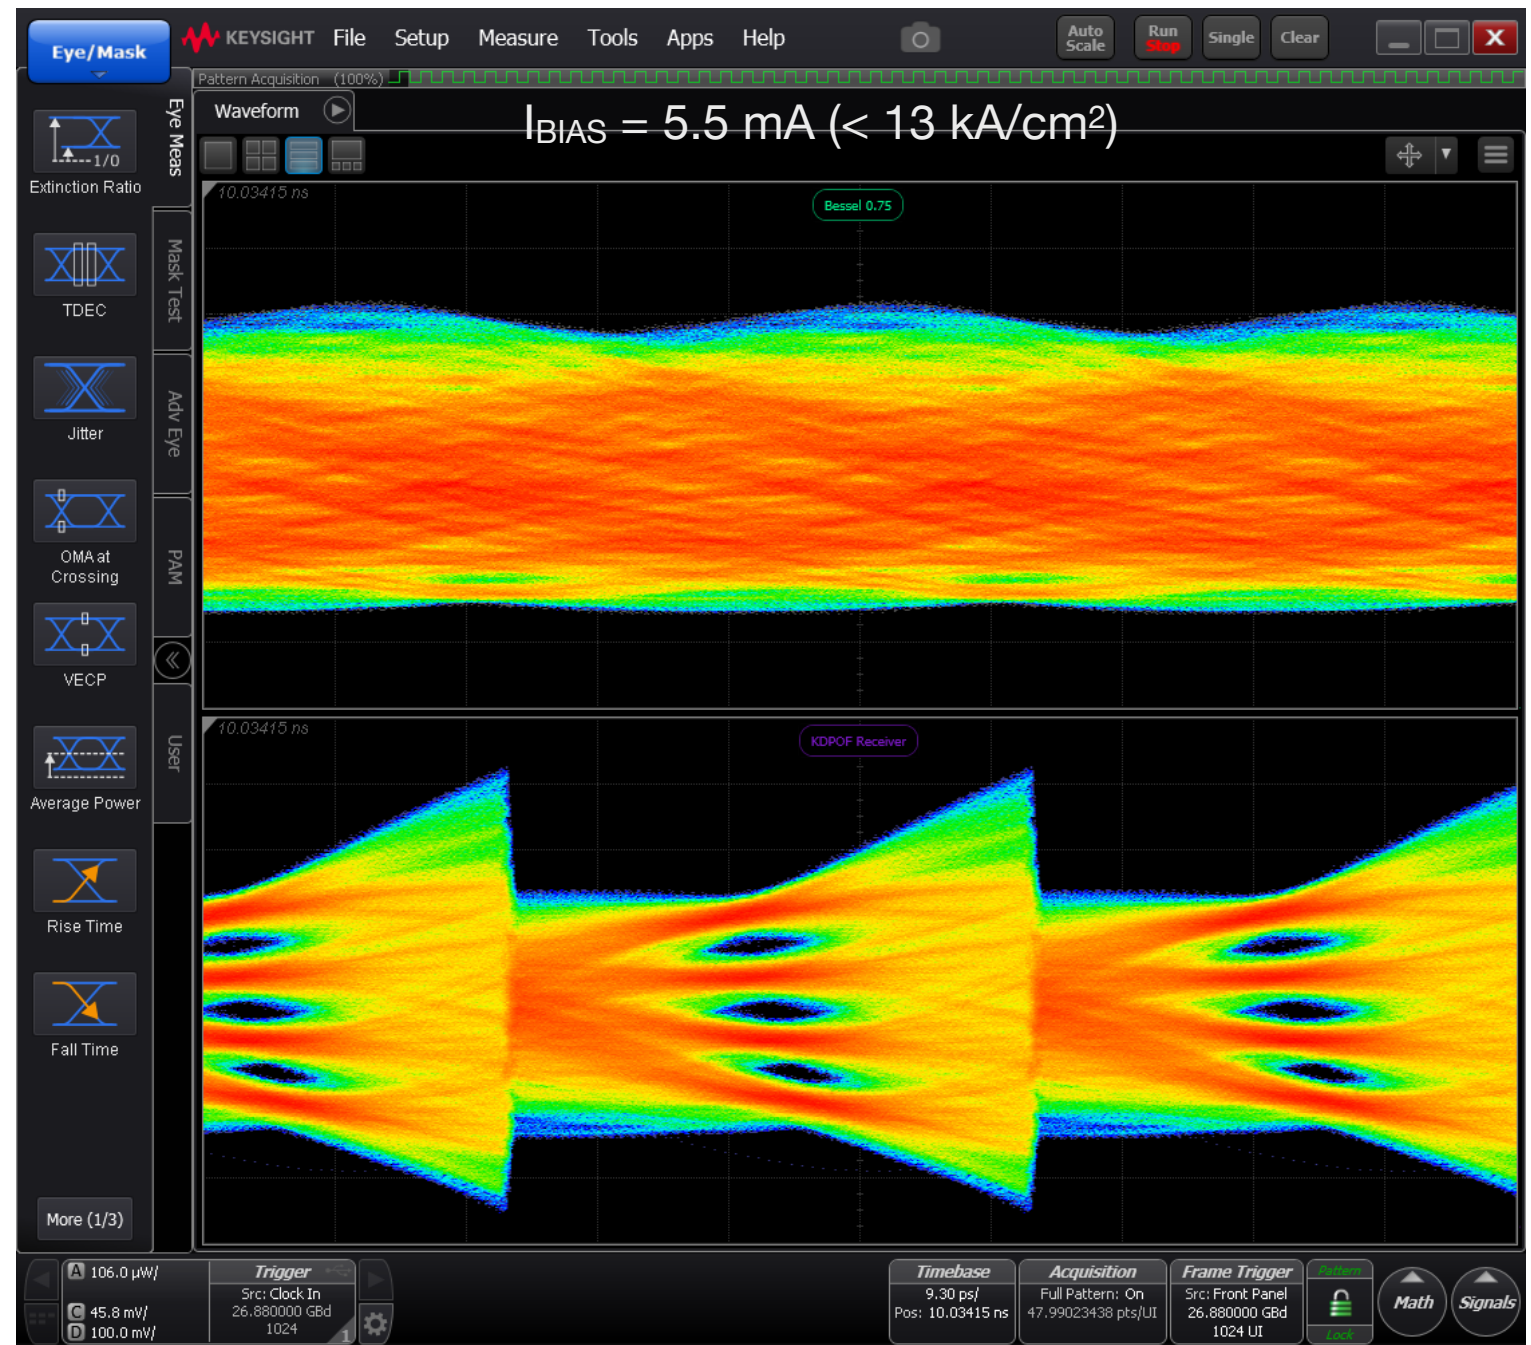 Eye/Mask
KEYSIGHT File Setup Measure Tools Apps Help
Auto Scale
Run Stop
Single
Clear
X
Pattern Acquisition (100%)
Waveform
IBIAS = 5.5 mA (< 13 kA/cm²)
1/0
Extinction Ratio
TDEC
Jitter
OMA at
Crossing
VECP
Average Power
Rise Time
Fall Time
More (1/3)
Eye Meas
Mask Test
Adv Eye
PAM
User
10.03415 ns
Bessel 0.75
10.03415 ns
KDPOF Receiver
A 106.0 µW/
C 45.8 mV/
D 100.0 mV/
Trigger
Src: Clock In
26.880000 GBd
1024
1
Timebase
9.30 ps/
Pos: 10.03415 ns
Acquisition
Full Pattern: On
47.99023438 pts/UI
Frame Trigger
Src: Front Panel
26.880000 GBd
1024 UI
Pattern
Lock
Math
Signals